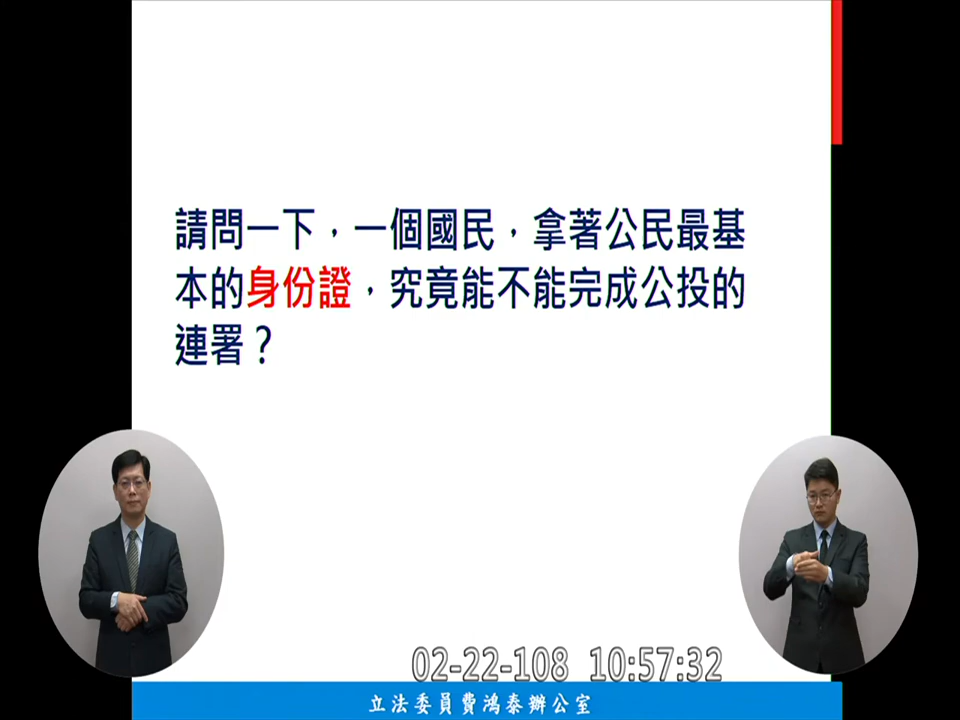 請問一下，一個國民，拿著公民最基
本的身份證，究竟能不能完成公投的
連署？
02-22-108 10:57:32
立法委員費鴻泰辦公室